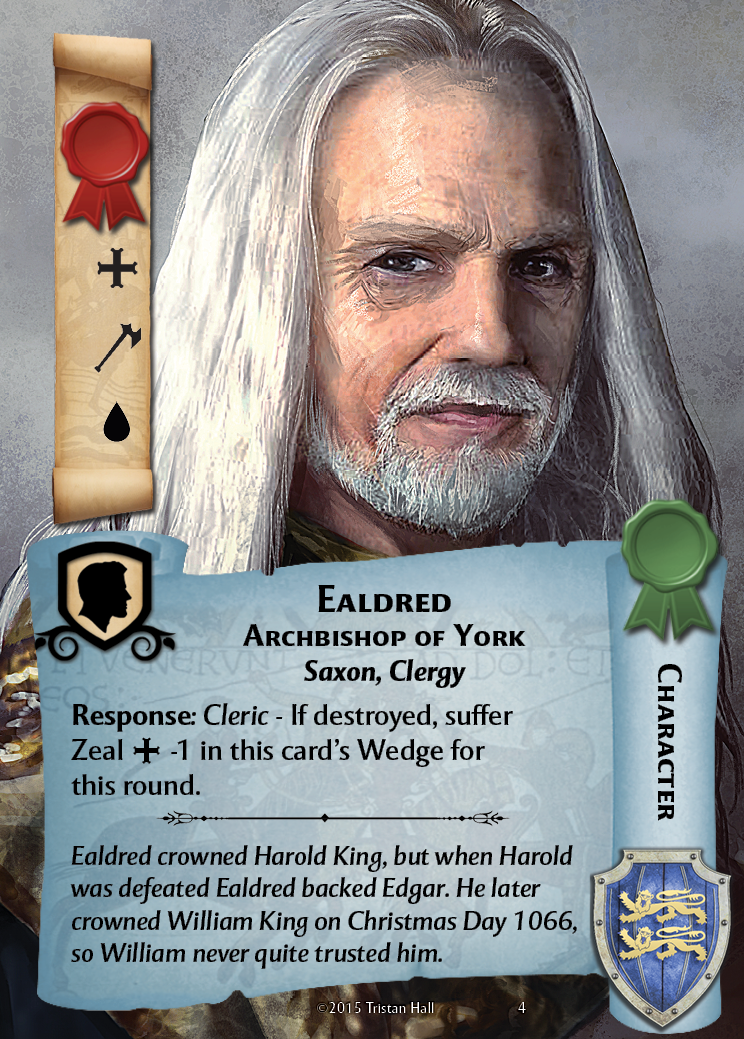 Ealdred
Archbishop of York
Saxon, Clergy
Response: Cleric - If destroyed, suffer
Zeal -1 in this card's Wedge for
this round.
Ealdred crowned Harold King, but when Harold
was defeated Ealdred backed Edgar. He later
crowned William King on Christmas Day 1066,
so William never quite trusted him.
Character
©2015 Tristan Hall
4